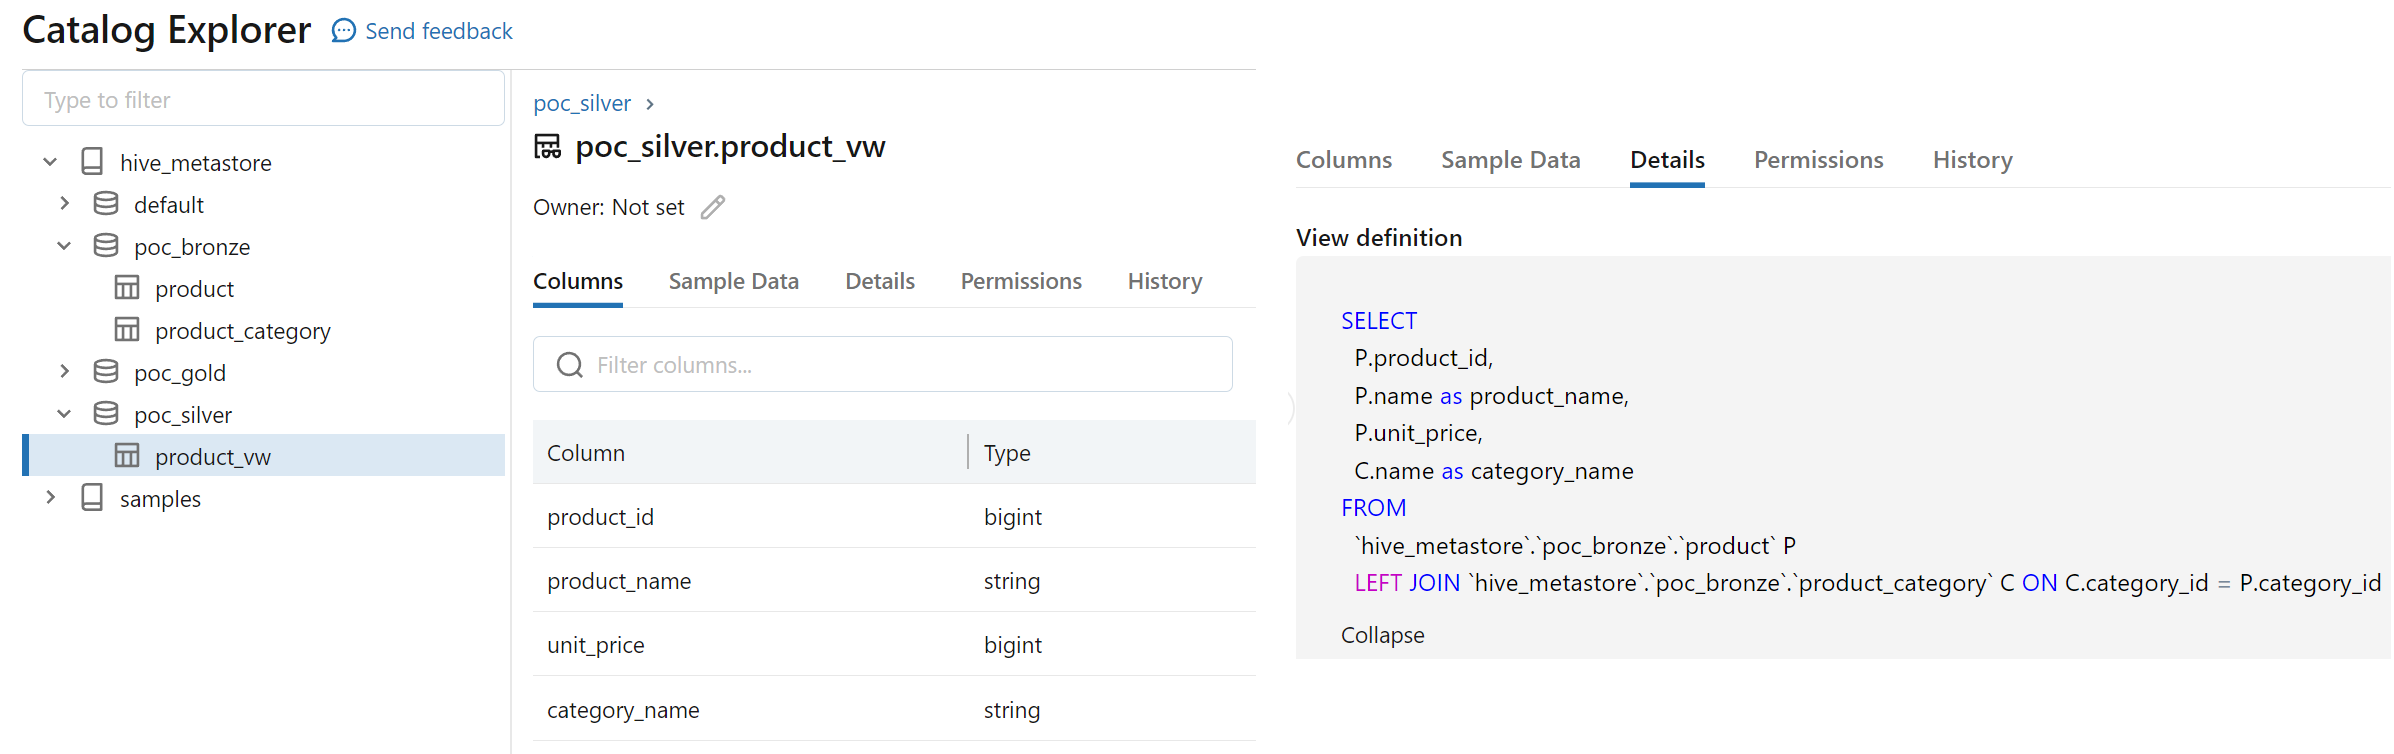 Catalog Explorer
Send feedback
Type to filter
hive_metastore
default
poc_bronze
product
product_category
poc_gold
poc_silver
product_vw
samples
poc_silver ›
poc_silver.product_vw
Owner: Not set
Columns Sample Data Details Permissions History
Filter columns...
Column Type
product_id bigint
product_name string
unit_price bigint
category_name string
Columns Sample Data Details Permissions History
View definition
SELECT
P.product_id,
P.name as product_name,
P.unit_price,
C.name as category_name
FROM
`hive_metastore`.`poc_bronze`.`product` P
LEFT JOIN `hive_metastore`.`poc_bronze`.`product_category` C ON C.category_id = P.category_id
Collapse